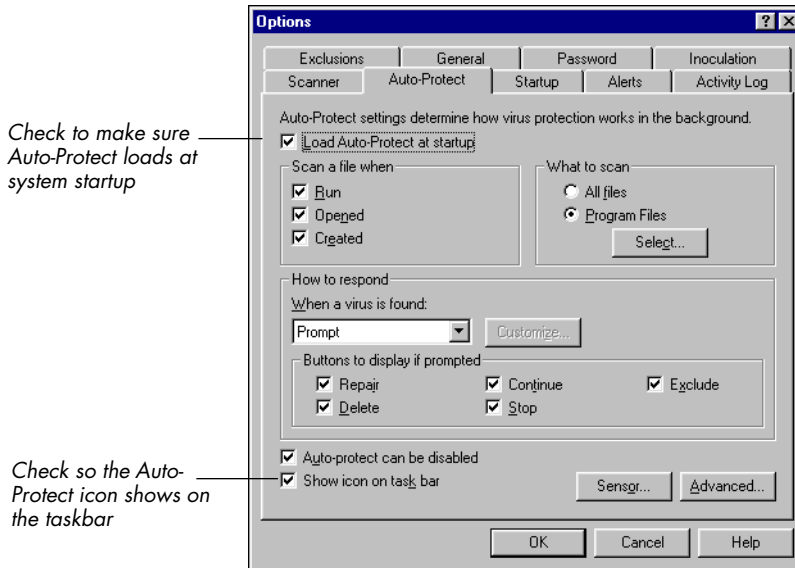 Options
Exclusions General Password Inoculation
Scanner Auto-Protect Startup Alerts Activity Log
Auto-Protect settings determine how virus protection works in the background.
Check to make sure
Auto-Protect loads at
system startup
Load Auto-Protect at startup
Scan a file when
Run
Opened
Created
What to scan
All files
Program Files
Select...
How to respond
When a virus is found:
Prompt
Customize...
Buttons to display if prompted
Repair Continue Exclude
Delete Stop
Auto-protect can be disabled
Check so the Auto-
Protect icon shows on
the taskbar
Show icon on task bar
Sensor... Advanced...
OK Cancel Help